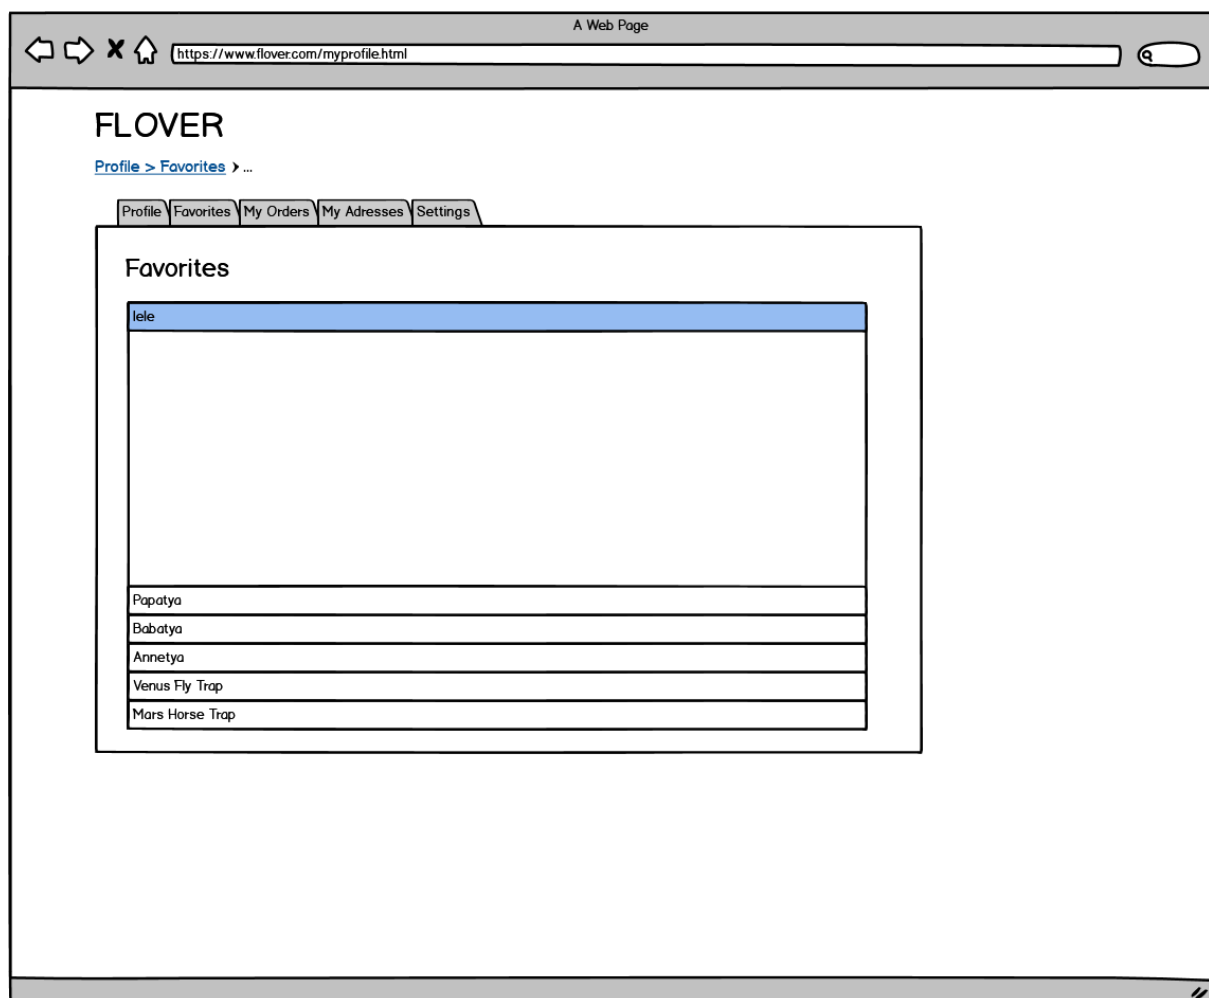 A Web Page
https://www.flover.com/myprofile.html
FLOVER
Profile > Favorites › ...
Profile Favorites My Orders My Adresses Settings
Favorites
lele
Papatya
Babatya
Annetya
Venus Fly Trap
Mars Horse Trap